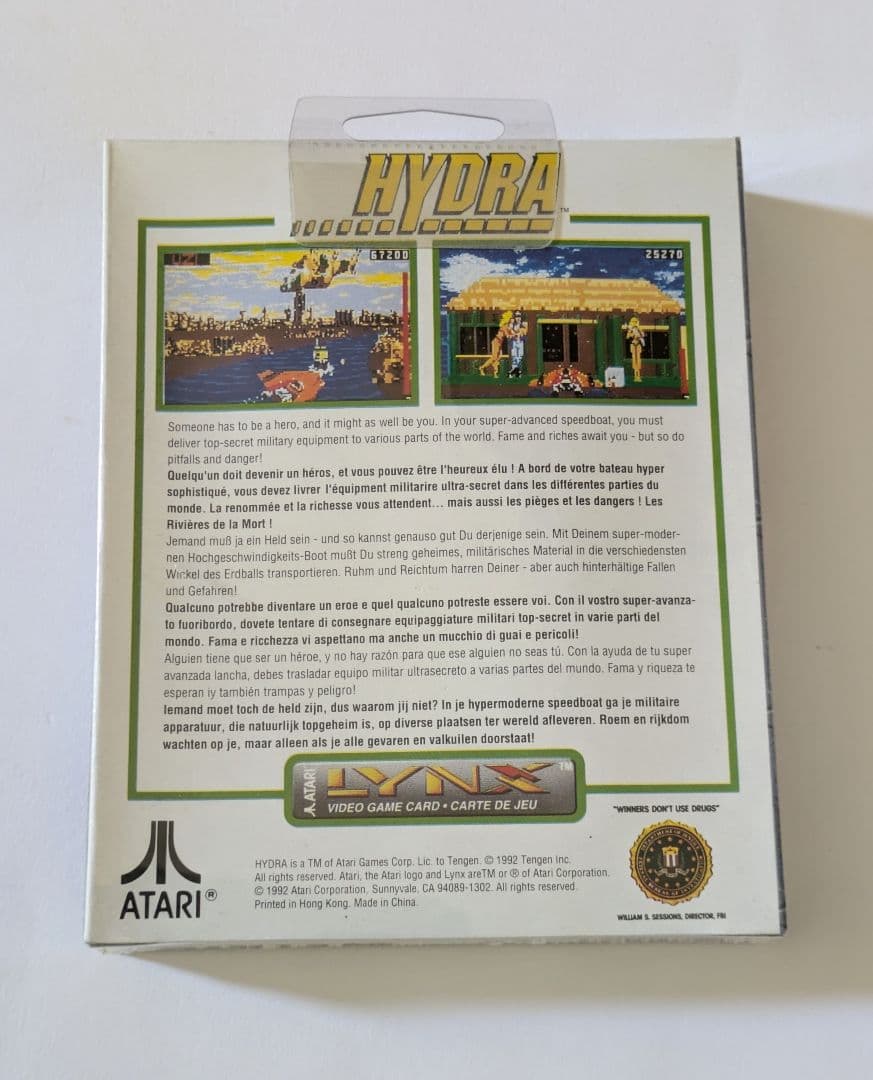 HYDRA™
UZI
67200
25270
Someone has to be a hero, and it might as well be you. In your super-advanced speedboat, you must
deliver top-secret military equipment to various parts of the world. Fame and riches await you - but so do
pitfalls and danger!
Quelqu'un doit devenir un héros, et vous pouvez être l'heureux élu ! A bord de votre bateau hyper
sophistiqué, vous devez livrer l'équipment militarire ultra-secret dans les différentes parties du
monde. La renommée et la richesse vous attendent... mais aussi les pièges et les dangers ! Les
Rivières de la Mort !
Jemand muß ja ein Held sein - und so kannst genauso gut Du derjenige sein. Mit Deinem super-moder-
nen Hochgeschwindigkeits-Boot mußt Du streng geheimes, militärisches Material in die verschiedensten
Winkel des Erdballs transportieren. Ruhm und Reichtum harren Deiner - aber auch hinterhältige Fallen
und Gefahren!
Qualcuno potrebbe diventare un eroe e quel qualcuno potreste essere voi. Con il vostro super-avanza-
to fuoribordo, dovete tentare di consegnare equipaggiature militari top-secret in varie parti del
mondo. Fama e ricchezza vi aspettano ma anche un mucchio di guai e pericoli!
Alguien tiene que ser un héroe, y no hay razón para que ese alguien no seas tú. Con la ayuda de tu super
avanzada lancha, debes trasladar equipo militar ultrasecreto a varias partes del mundo. Fama y riqueza te
esperan ¡y también trampas y peligro!
Iemand moet toch de held zijn, dus waarom jij niet? In je hypermoderne speedboat ga je militaire
apparatuur, die natuurlijk topgeheim is, op diverse plaatsen ter wereld afleveren. Roem en rijkdom
wachten op je, maar alleen als je alle gevaren en valkuilen doorstaat!
ATARI
LYNX™
VIDEO GAME CARD • CARTE DE JEU
"WINNERS DON'T USE DRUGS"
ATARI®
HYDRA is a TM of Atari Games Corp. Lic. to Tengen. © 1992 Tengen Inc.
All rights reserved. Atari, the Atari logo and Lynx areTM or ® of Atari Corporation.
© 1992 Atari Corporation, Sunnyvale, CA 94089-1302. All rights reserved.
Printed in Hong Kong. Made in China.
WILLIAM S. SESSIONS, DIRECTOR, FBI